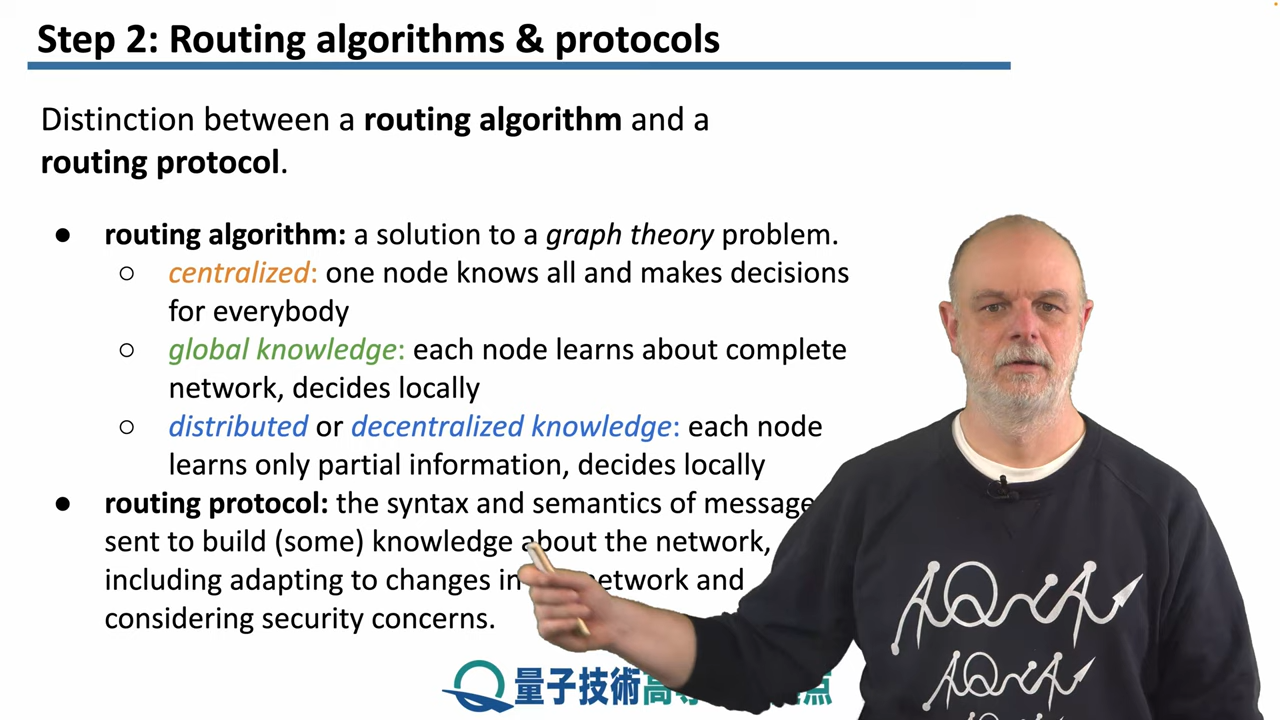 Step 2: Routing algorithms & protocols
Distinction between a routing algorithm and a
routing protocol.
● routing algorithm: a solution to a graph theory problem.
○ centralized: one node knows all and makes decisions
for everybody
○ global knowledge: each node learns about complete
network, decides locally
○ distributed or decentralized knowledge: each node
learns only partial information, decides locally
● routing protocol: the syntax and semantics of message
sent to build (some) knowledge about the network,
including adapting to changes in network and
considering security concerns.
量子技術高
AQUA
AQUA